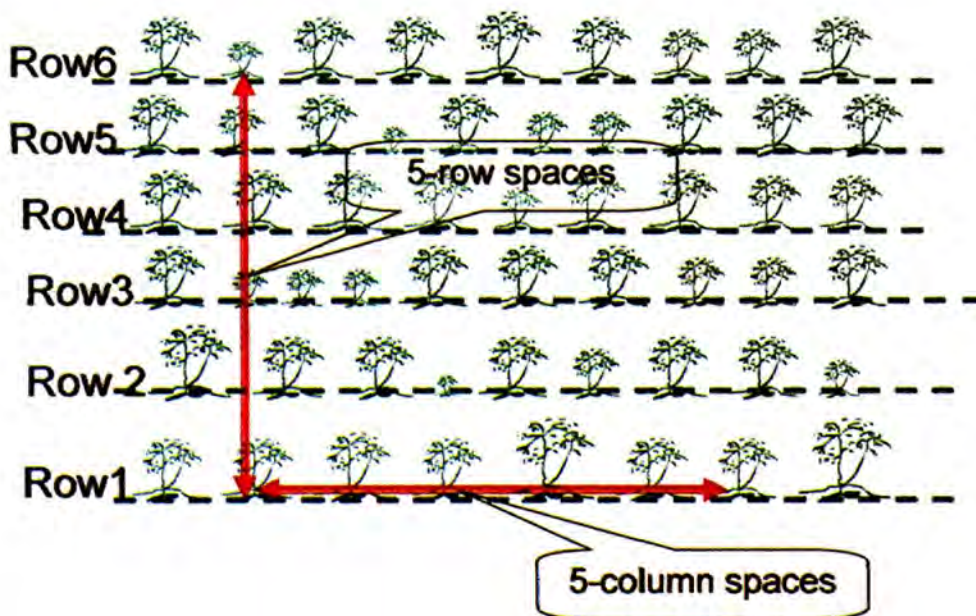 Row6
Row5
5-row spaces
Row4
Row3
Row 2
Row1
5-column spaces